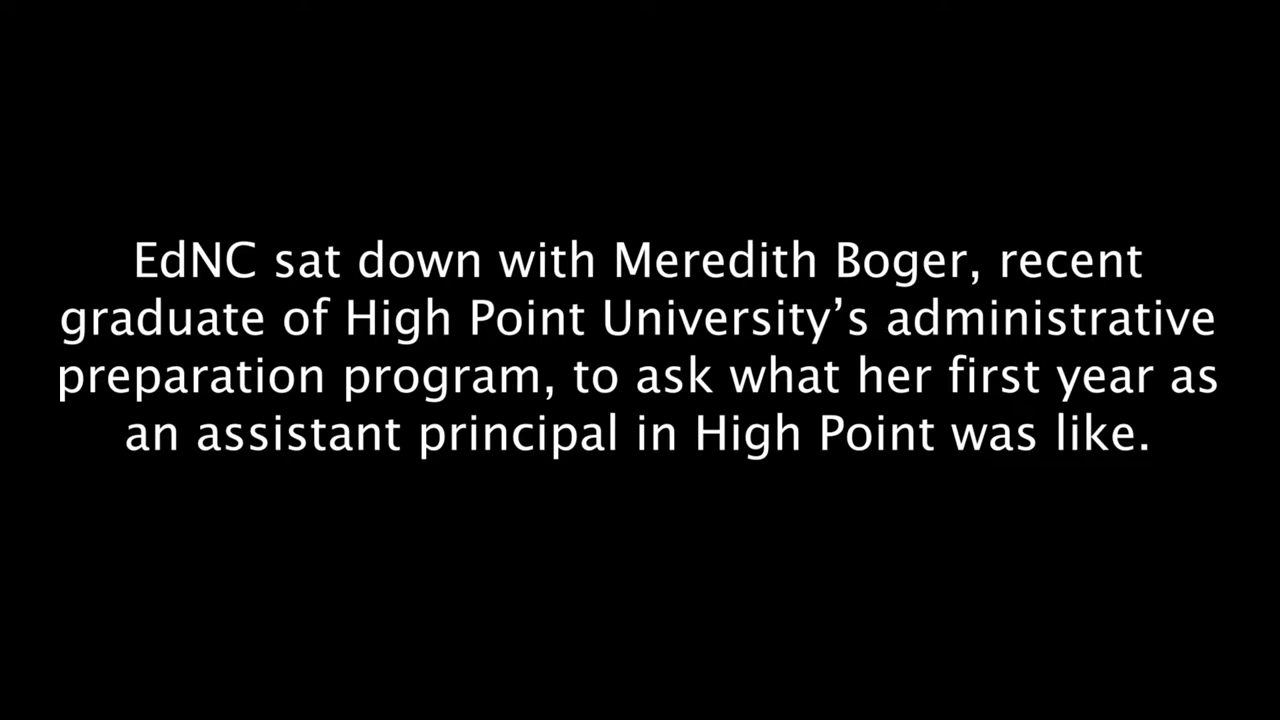 EdNC sat down with Meredith Boger, recent
graduate of High Point University’s administrative
preparation program, to ask what her first year as
an assistant principal in High Point was like.